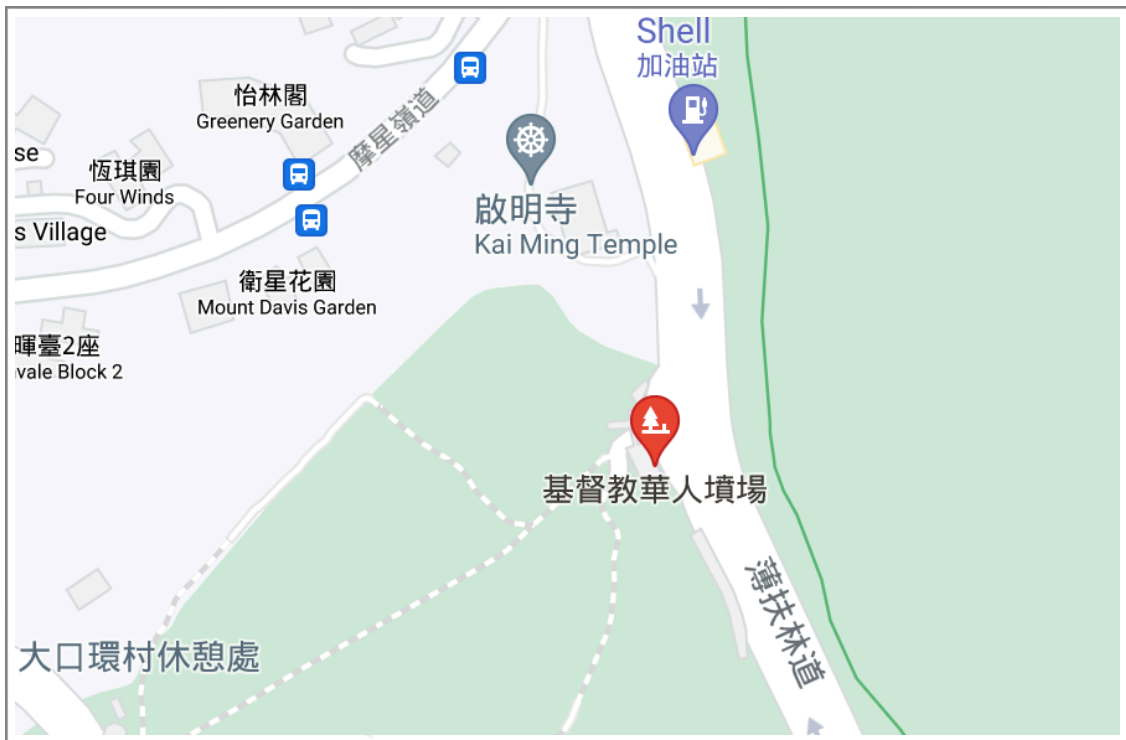 Shell
加油站
怡林閣
Greenery Garden
摩星嶺道
se
恆琪園
Four Winds
s Village
啟明寺
Kai Ming Temple
衛星花園
Mount Davis Garden
暉臺2座
vale Block 2
基督教華人墳場
薄扶林道
大口環村休憩處